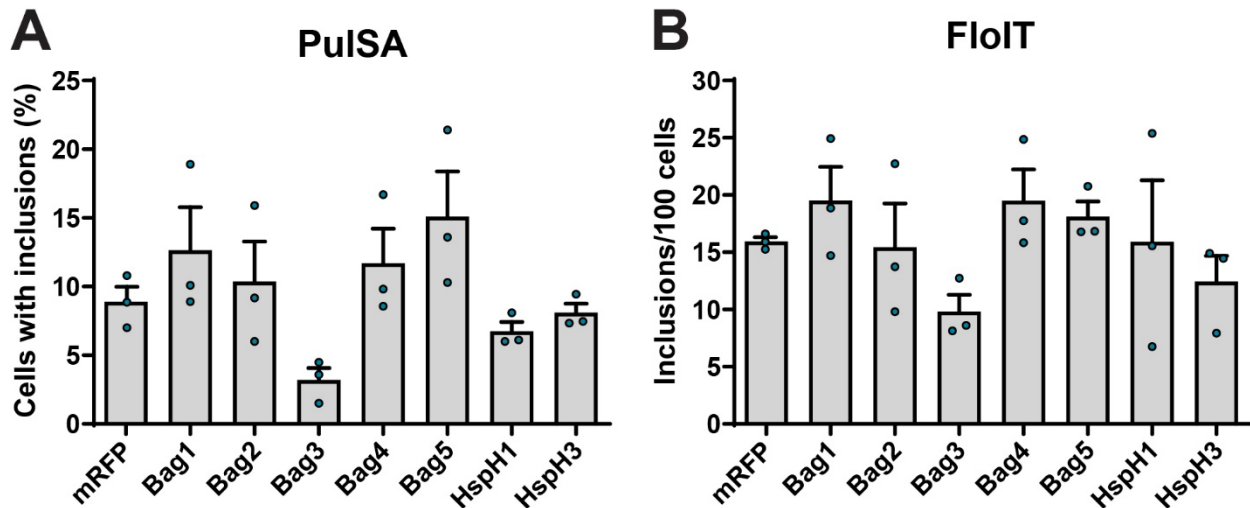 A
PulSA
Cells with inclusions (%)
25
20
15
10
5
0
mRFP
Bag1
Bag2
Bag3
Bag4
Bag5
HspH1
HspH3
B
FloIT
Inclusions/100 cells
30
25
20
15
10
5
0
mRFP
Bag1
Bag2
Bag3
Bag4
Bag5
HspH1
HspH3